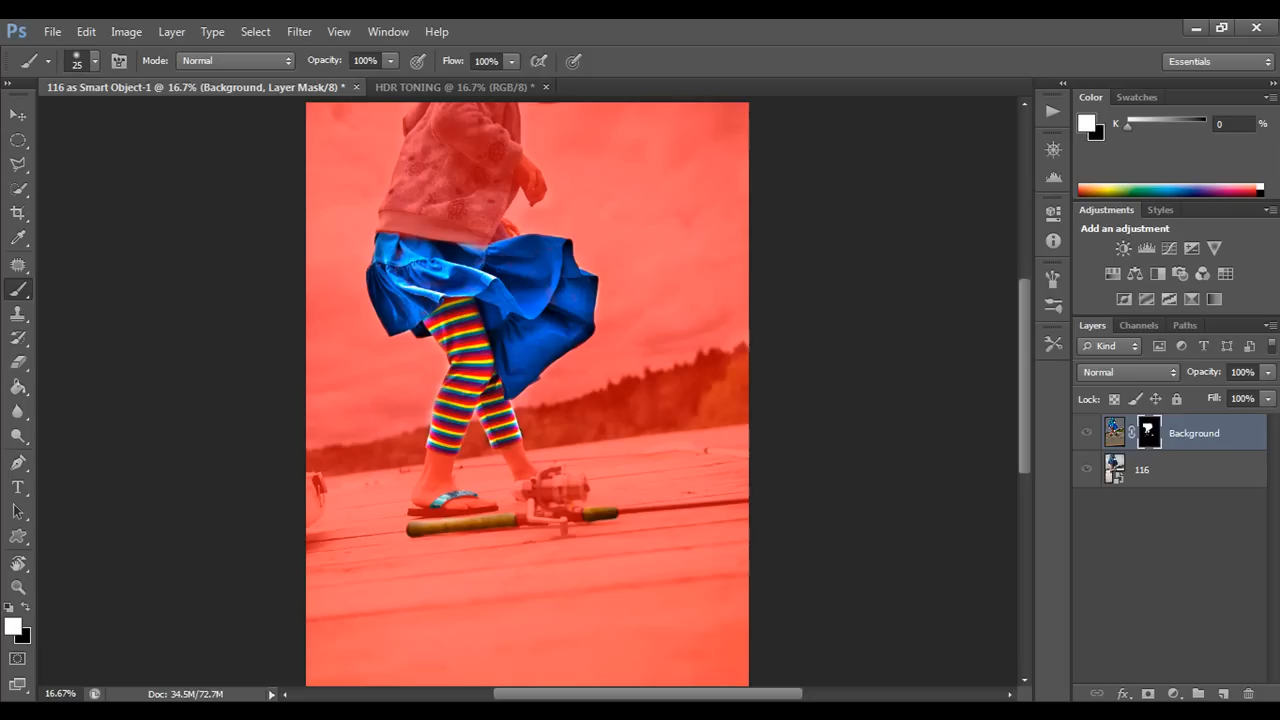 Ps File Edit Image Layer Type Select Filter View Window Help
25 Mode: Normal Opacity: 100% Flow: 100% Essentials
116 as Smart Object-1 @ 16.7% (Background, Layer Mask/8) * × HDR TONING @ 16.7% (RGB/8) * ×
Color Swatches
K 0 %
Adjustments Styles
Add an adjustment
Layers Channels Paths
Kind
Normal Opacity: 100%
Lock: Fill: 100%
Background
116
16.67% Doc: 34.5M/72.7M